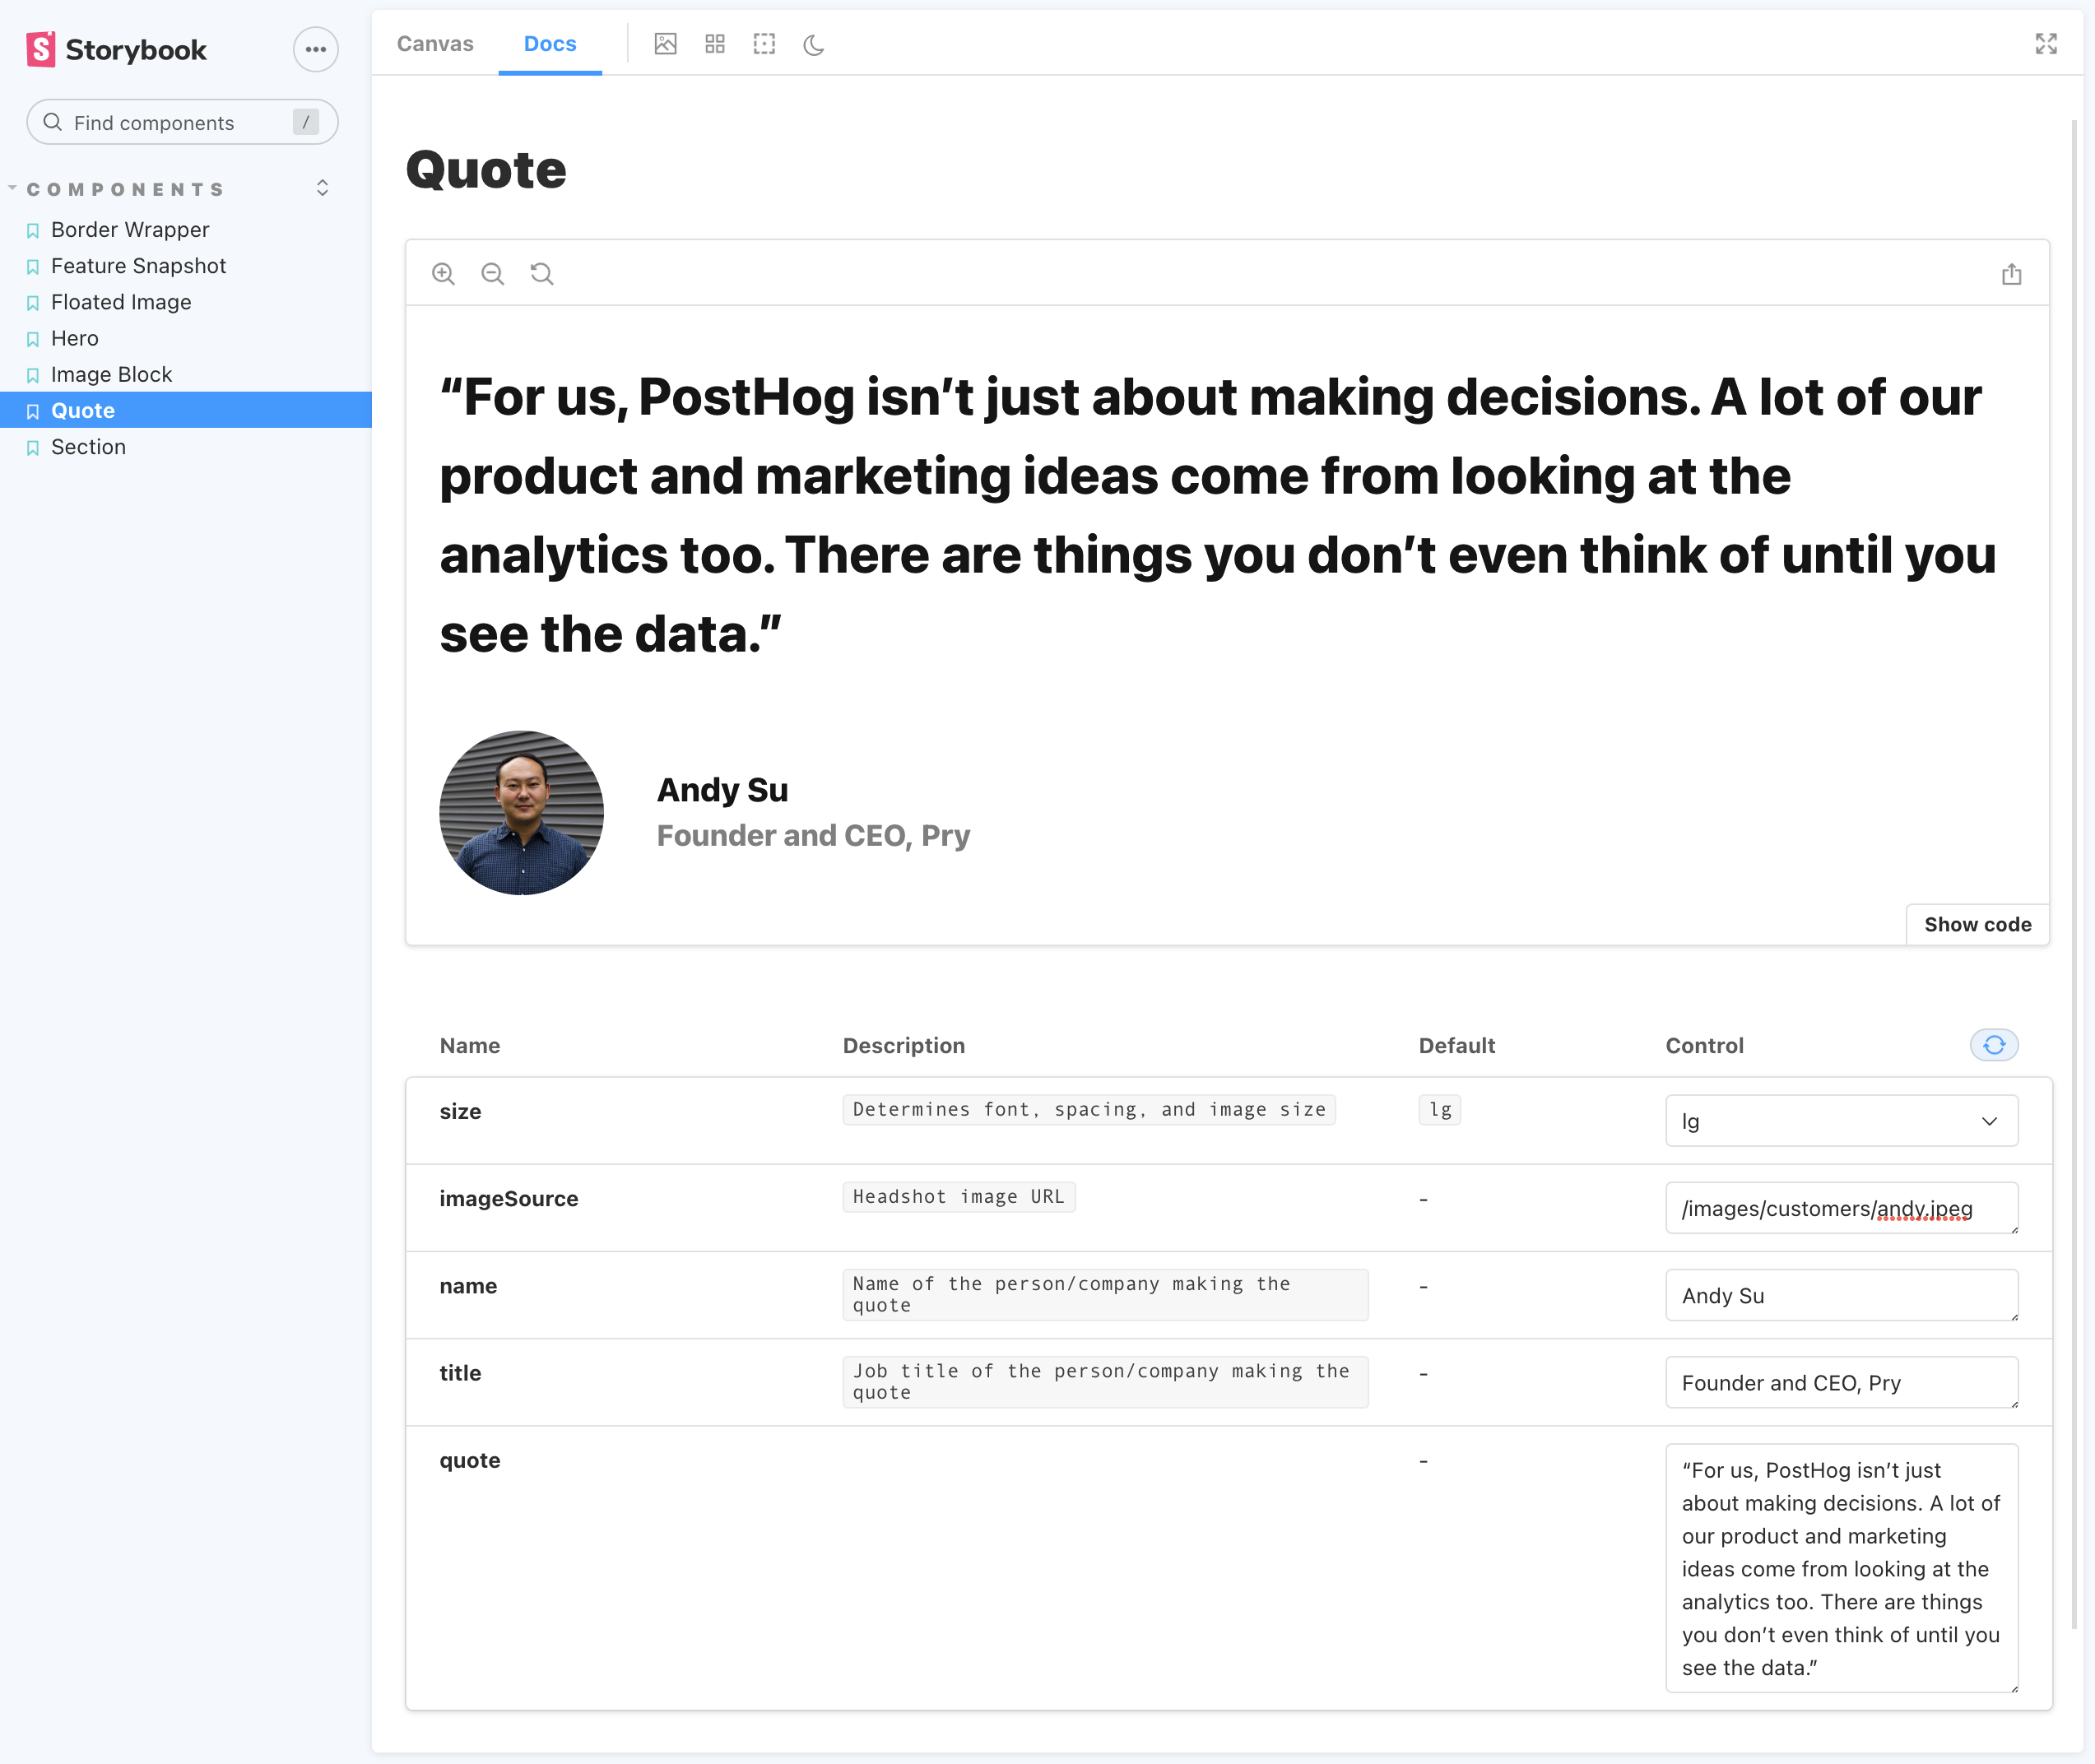 Storybook
Canvas
Docs
Find components
/
COMPONENTS
Border Wrapper
Feature Snapshot
Floated Image
Hero
Image Block
Quote
Section
Quote
“For us, PostHog isn’t just about making decisions. A lot of our
product and marketing ideas come from looking at the
analytics too. There are things you don’t even think of until you
see the data.”
Andy Su
Founder and CEO, Pry
Show code
Name Description Default Control
size Determines font, spacing, and image size lg lg
imageSource Headshot image URL - /images/customers/andy.jpeg
name Name of the person/company making the
quote - Andy Su
title Job title of the person/company making the
quote - Founder and CEO, Pry
quote - “For us, PostHog isn’t just
about making decisions. A lot of
our product and marketing
ideas come from looking at the
analytics too. There are things
you don’t even think of until you
see the data.”